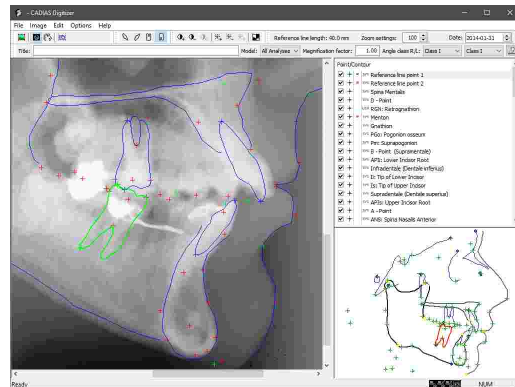 - CADIAS Digitizer
File Image Edit Options Help
Reference line length: 40.0 mm Zoom settings: 100 Date: 2014-01-31
Title: Model: All Analyses Magnification factor: 1.00 Angle class R/L: Class I Class I
Point/Contour
Reference line point 1
Reference line point 2
Spina Mentalis
D - Point
RGN: Retrognathion
Menton
Gnathion
PGo: Pogonion osseum
Pm: Suprapogonion
B - Point (Supramentale)
APi: Lower Incisor Root
Infradentale (Dentale inferius)
Ii: Tip of Lower Incisor
Is: Tip of Upper Incisor
Supradentale (Dentale superius)
APIs: Upper Incisor Root
A - Point
ANS: Spina Nasalis Anterior
Ready NUM